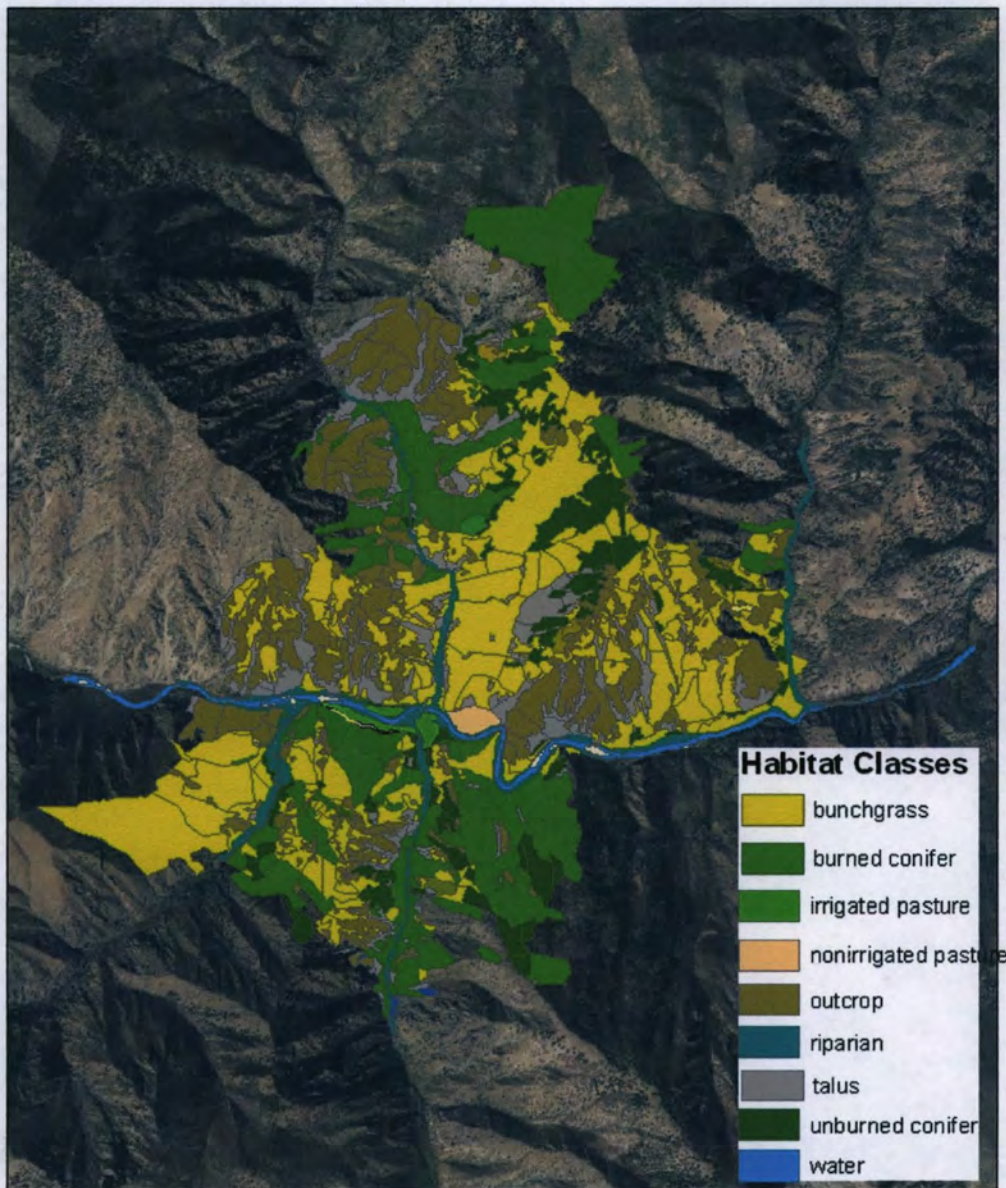 Habitat Classes
bunchgrass
burned conifer
irrigated pasture
nonirrigated pasture
outcrop
riparian
talus
unburned conifer
water